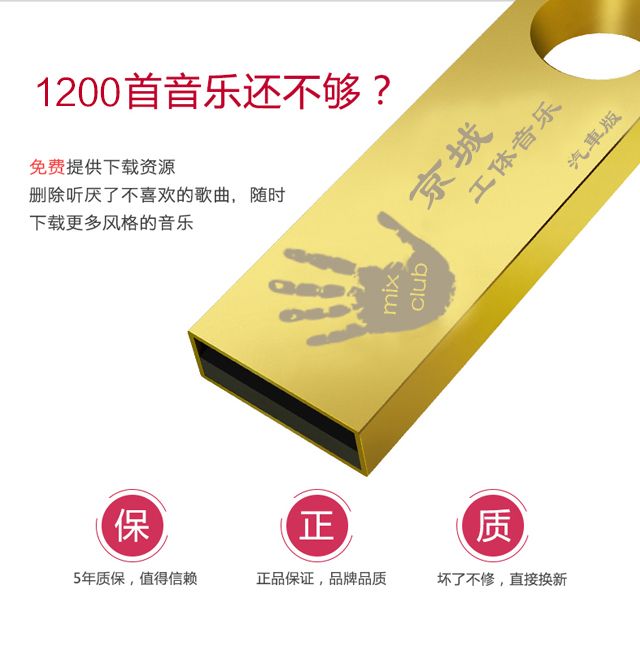 1200首音乐还不够？
免费提供下载资源
删除听厌了不喜欢的歌曲，随时
下载更多风格的音乐
京城
工体音乐
汽車版
mix
club
保
正
质
5年质保，值得信赖
正品保证，品牌品质
坏了不修，直接换新